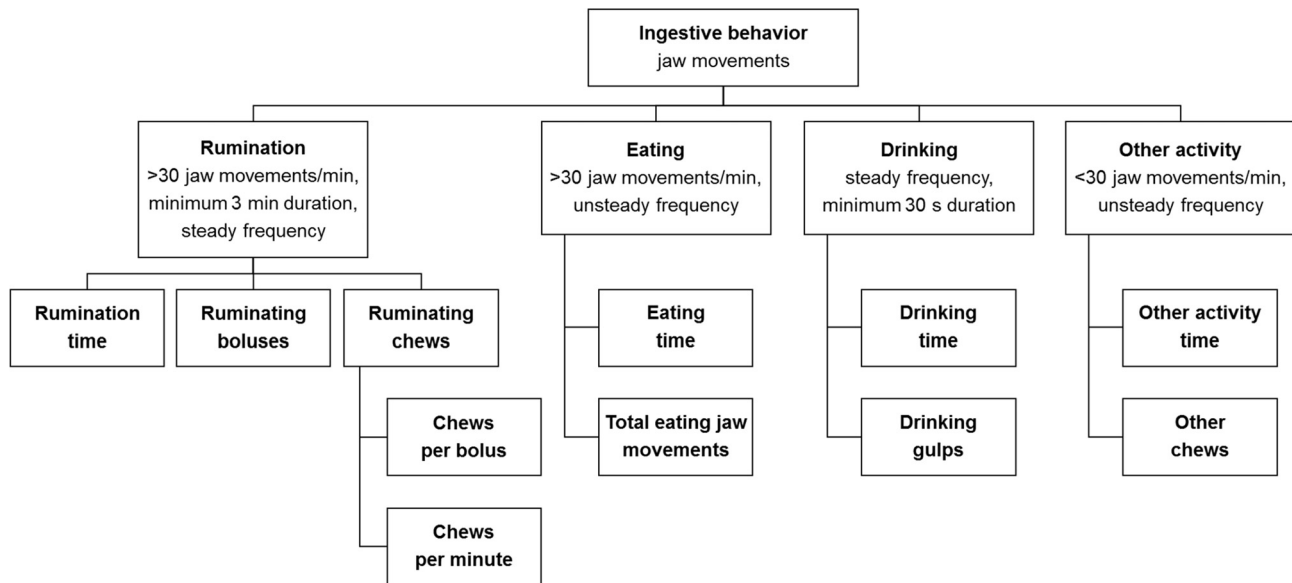 Ingestive behavior
jaw movements
Rumination
>30 jaw movements/min,
minimum 3 min duration,
steady frequency
Eating
>30 jaw movements/min,
unsteady frequency
Drinking
steady frequency,
minimum 30 s duration
Other activity
<30 jaw movements/min,
unsteady frequency
Rumination
time
Ruminating
boluses
Ruminating
chews
Eating
time
Drinking
time
Other activity
time
Chews
per bolus
Total eating jaw
movements
Drinking
gulps
Other
chews
Chews
per minute